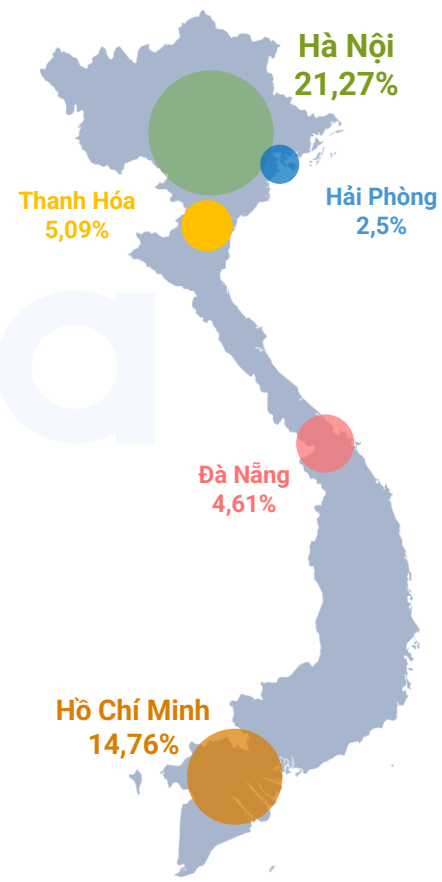 Hà Nội
21,27%
Hải Phòng
2,5%
Thanh Hóa
5,09%
Đà Nẵng
4,61%
Hồ Chí Minh
14,76%